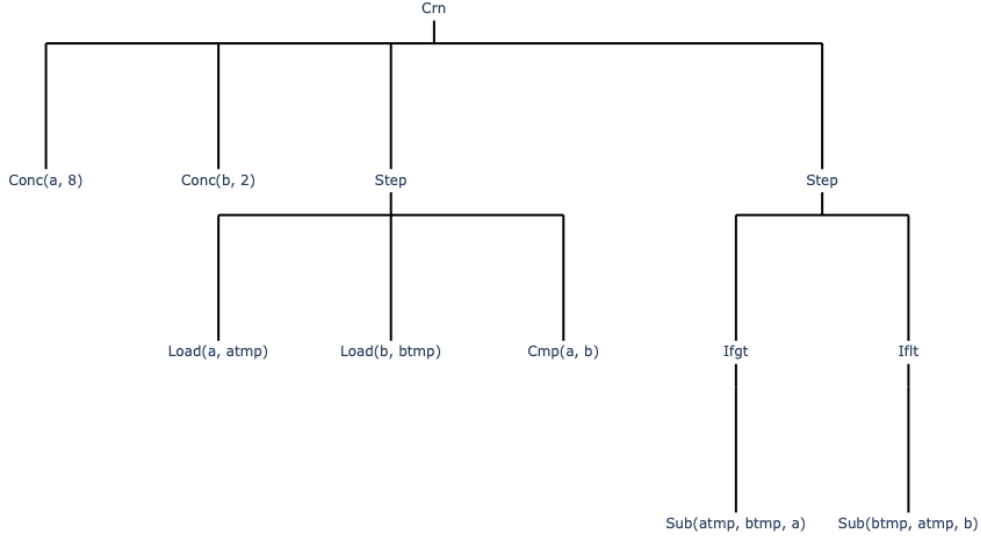 Crn
Conc(a, 8) Conc(b, 2) Step Step
Load(a, atmp) Load(b, btmp) Cmp(a, b) Ifgt Iflt
Sub(atmp, btmp, a) Sub(btmp, atmp, b)